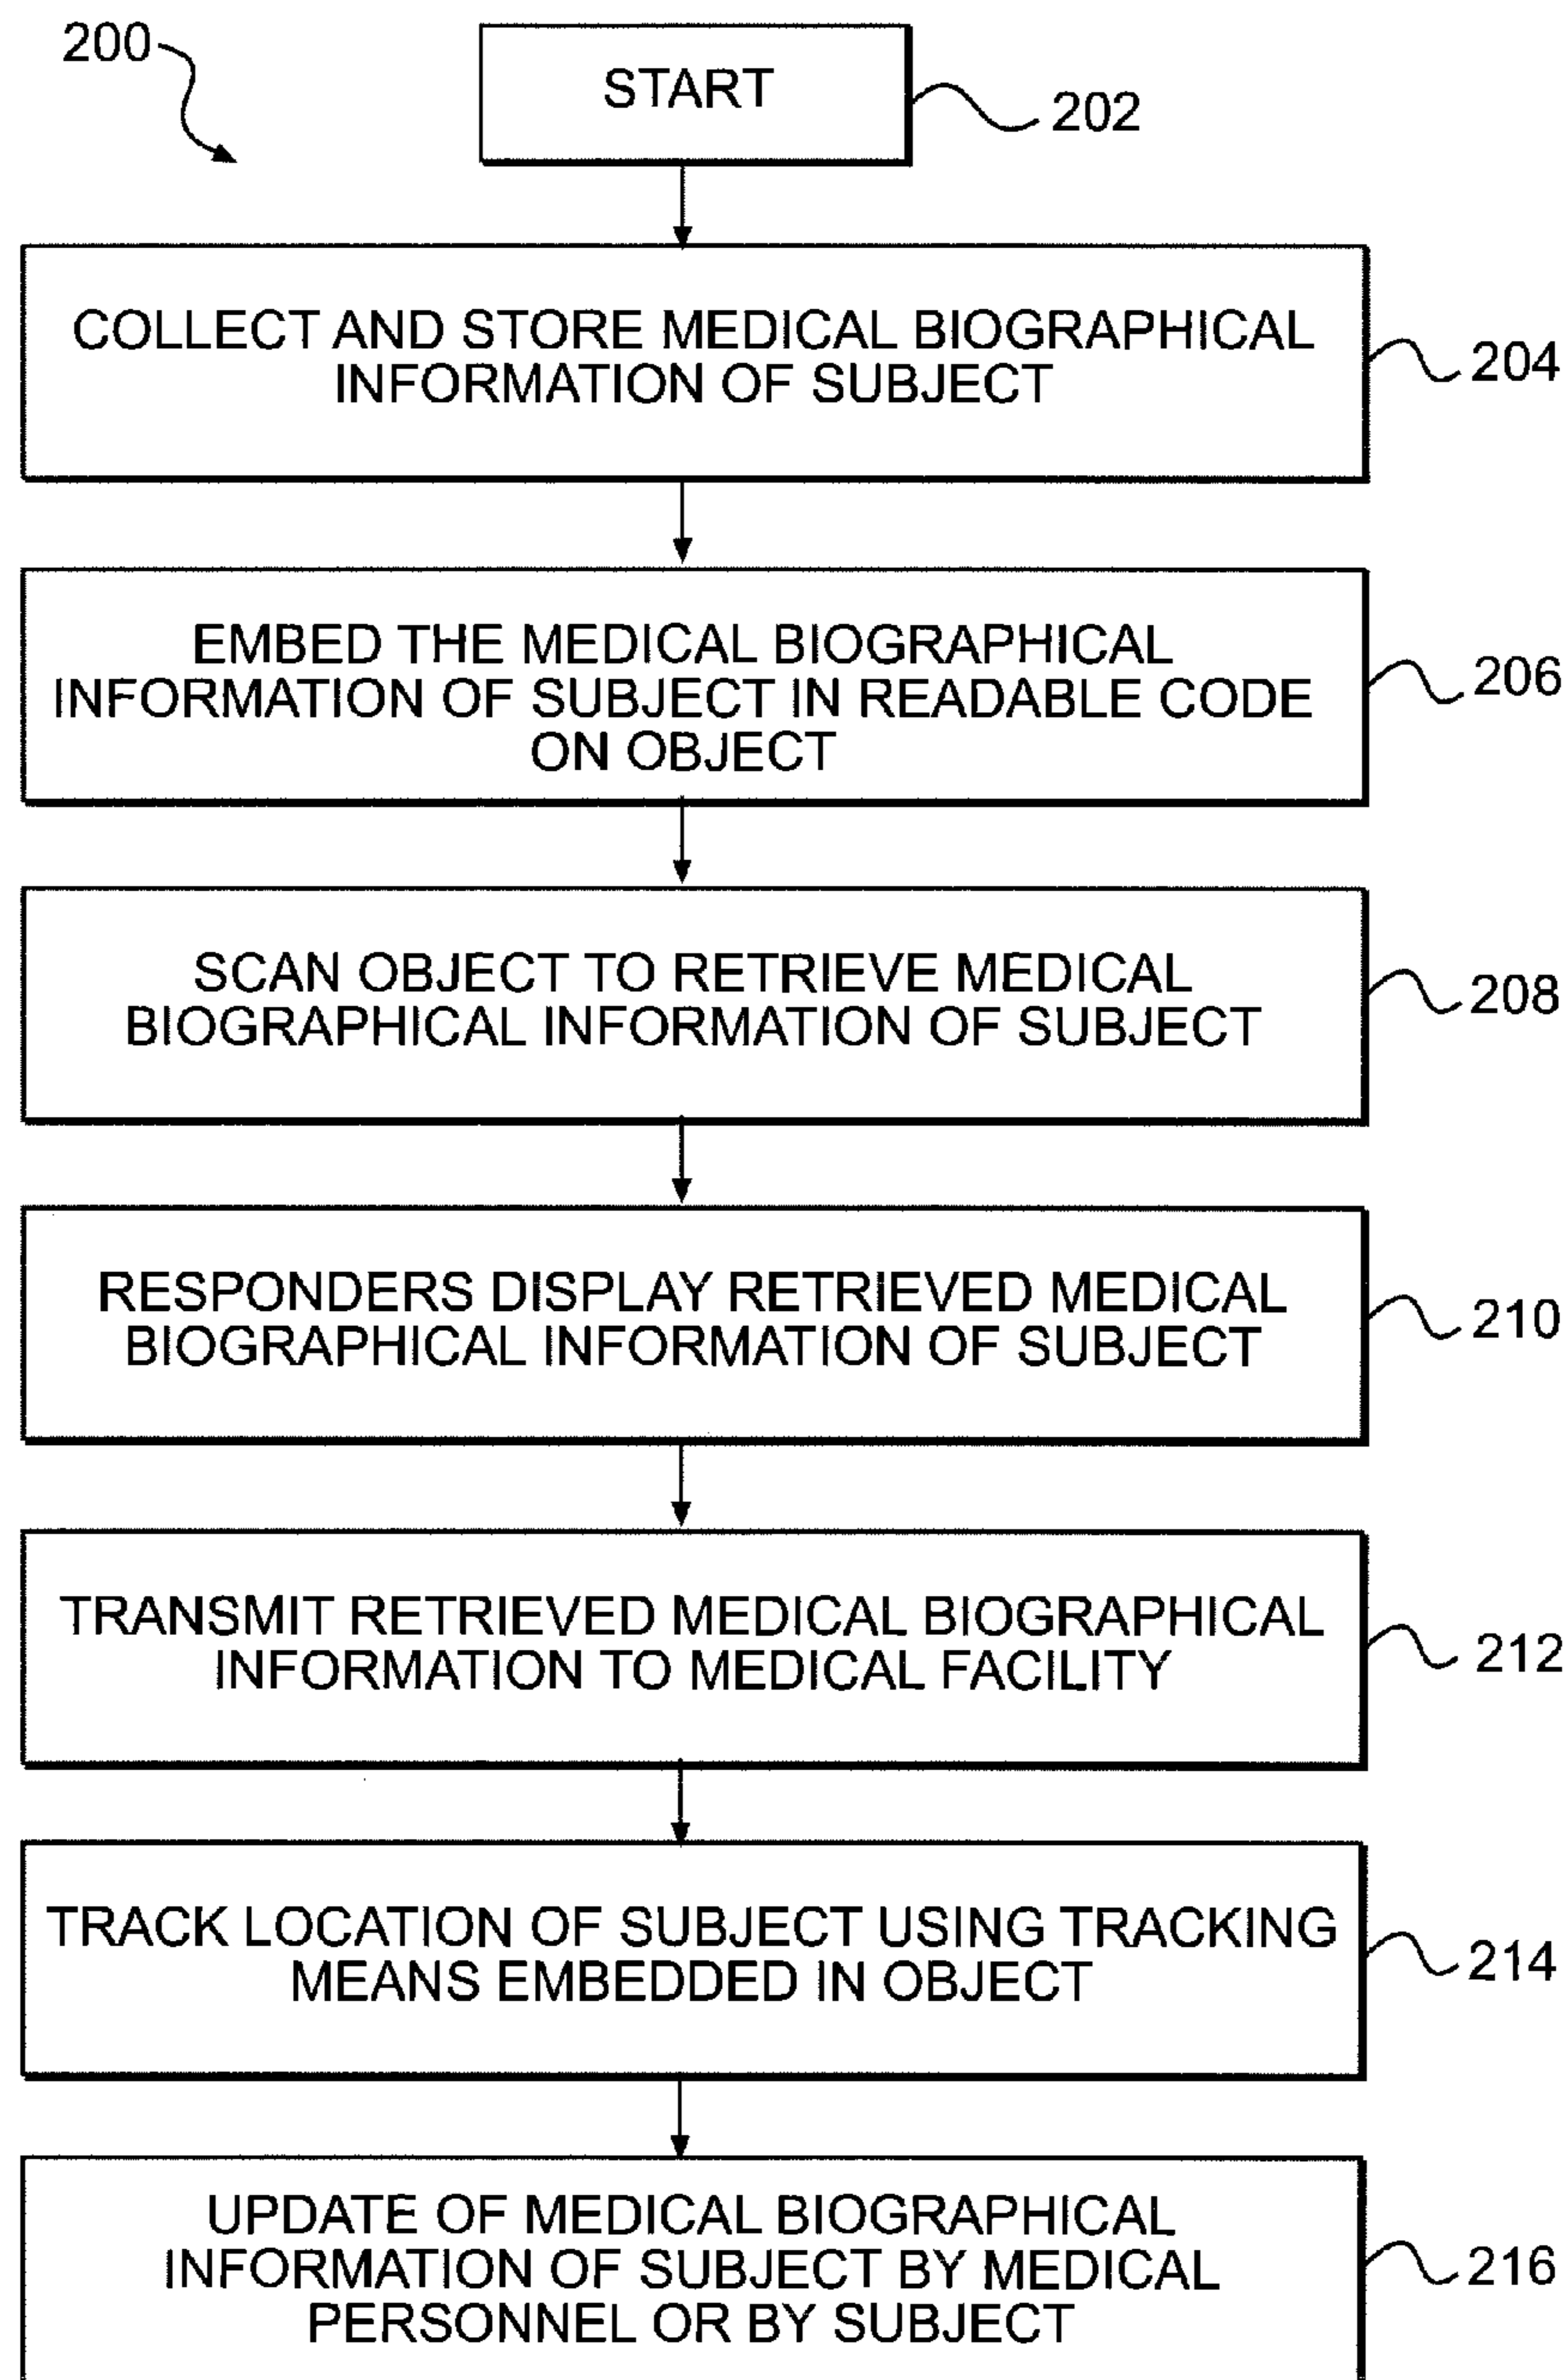 200
START
202
COLLECT AND STORE MEDICAL BIOGRAPHICAL
INFORMATION OF SUBJECT
204
EMBED THE MEDICAL BIOGRAPHICAL
INFORMATION OF SUBJECT IN READABLE CODE
ON OBJECT
206
SCAN OBJECT TO RETRIEVE MEDICAL
BIOGRAPHICAL INFORMATION OF SUBJECT
208
RESPONDERS DISPLAY RETRIEVED MEDICAL
BIOGRAPHICAL INFORMATION OF SUBJECT
210
TRANSMIT RETRIEVED MEDICAL BIOGRAPHICAL
INFORMATION TO MEDICAL FACILITY
212
TRACK LOCATION OF SUBJECT USING TRACKING
MEANS EMBEDDED IN OBJECT
214
UPDATE OF MEDICAL BIOGRAPHICAL
INFORMATION OF SUBJECT BY MEDICAL
PERSONNEL OR BY SUBJECT
216